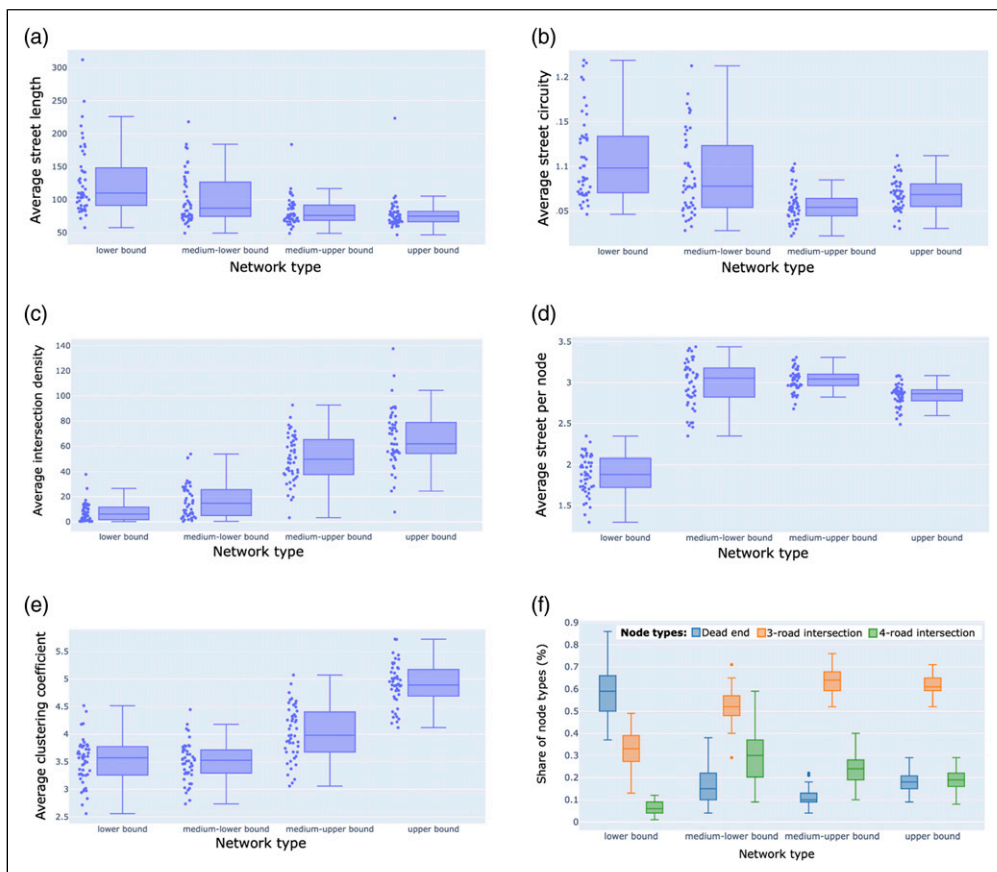 (a)
Average street length
300
250
200
150
100
50
lower bound medium-lower bound medium-upper bound upper bound
Network type
(b)
Average street circuity
1.2
.15
1.1
.05
lower bound medium-lower bound medium-upper bound upper bound
Network type
(c)
Average intersection density
140
120
100
80
60
40
20
0
lower bound medium-lower bound medium-upper bound upper bound
Network type
(d)
Average street per node
3.5
3
2.5
2
1.5
lower bound medium-lower bound medium-upper bound upper bound
Network type
(e)
Average clustering coefficient
5.5
5
4.5
4
3.5
3
2.5
lower bound medium-lower bound medium-upper bound upper bound
Network type
(f)
Share of node types (%)
Node types: Dead end 3-road intersection 4-road intersection
0.9
0.8
0.7
0.6
0.5
0.4
0.3
0.2
0.1
0
lower bound medium-lower bound medium-upper bound upper bound
Network type